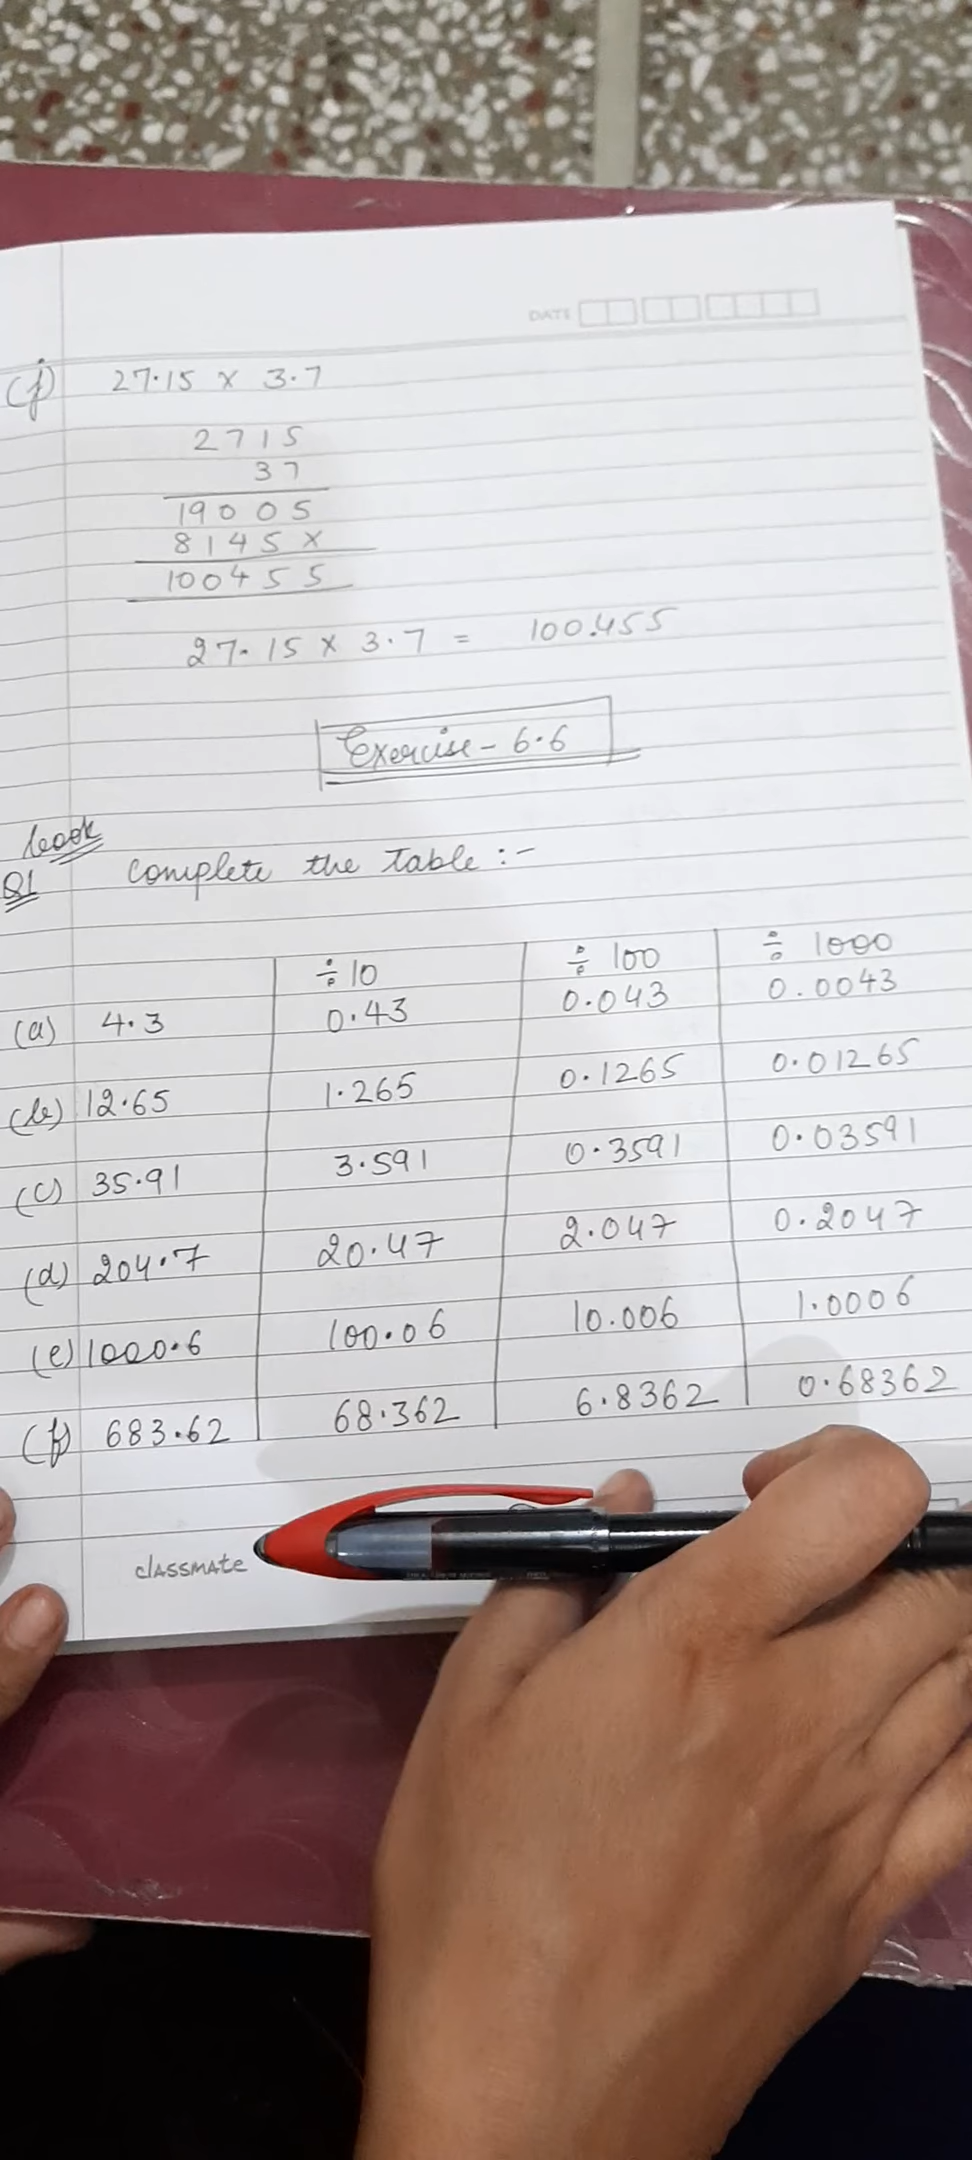 DATE
(j) 27.15 × 3.7
2715
37
19005
8145×
100455
27.15 × 3.7 = 100.455
Exercise - 6.6
book
Q1 Complete the Table :-
÷10 ÷ 100 ÷ 1000
(a) 4.3 0.43 0.043 0.0043
(b) 12.65 1.265 0.1265 0.01265
(c) 35.91 3.591 0.3591 0.03591
(d) 204.7 20.47 2.047 0.2047
(e) 1000.6 100.06 10.006 1.0006
(f) 683.62 68.362 6.8362 0.68362
classmate